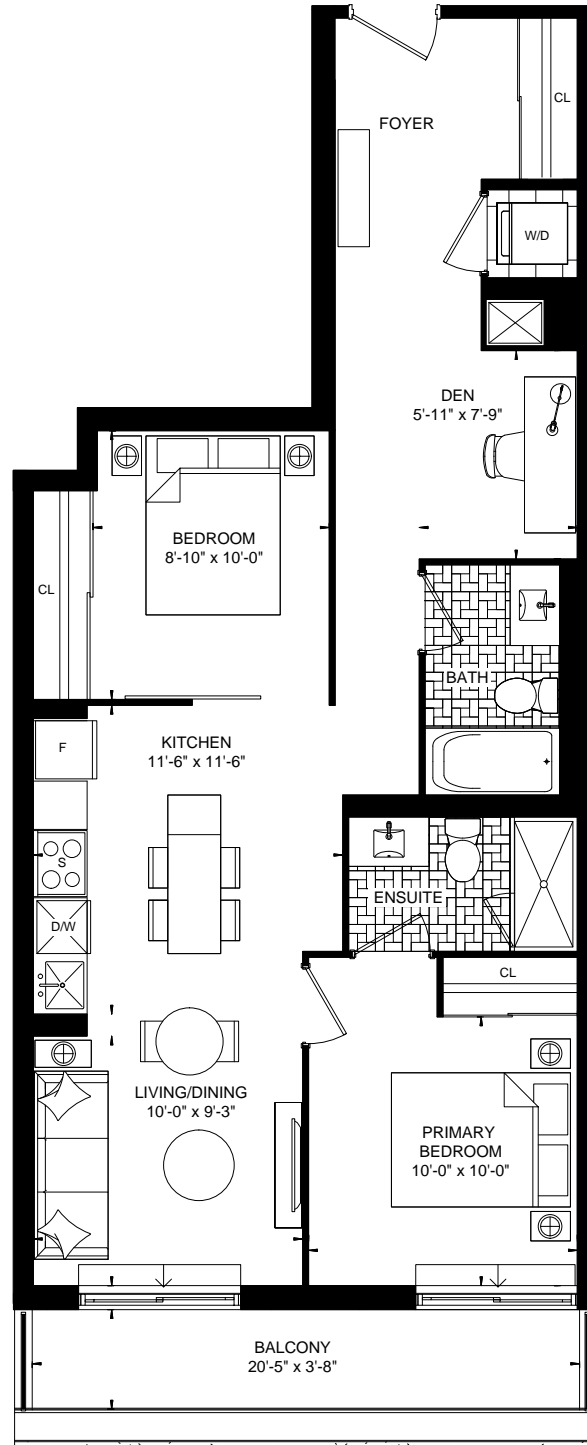 FOYER
CL
W/D
DEN
5'-11" x 7'-9"
BEDROOM
8'-10" x 10'-0"
CL
BATH
KITCHEN
11'-6" x 11'-6"
F
S
D/W
ENSUITE
CL
LIVING/DINING
10'-0" x 9'-3"
PRIMARY
BEDROOM
10'-0" x 10'-0"
BALCONY
20'-5" x 3'-8"